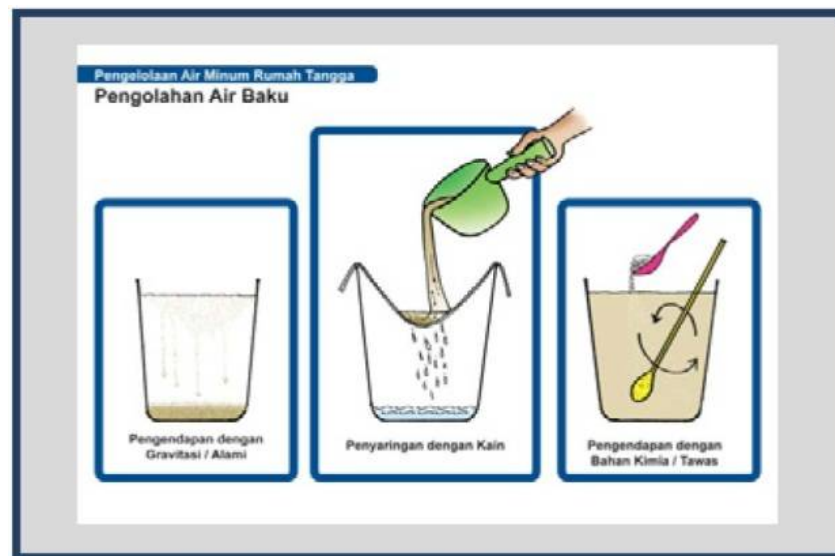 Pengelolaan Air Minum Rumah Tangga
Pengolahan Air Baku
Pengendapan dengan
Gravitasi / Alami
Penyaringan dengan Kain
Pengendapan dengan
Bahan Kimia / Tawas